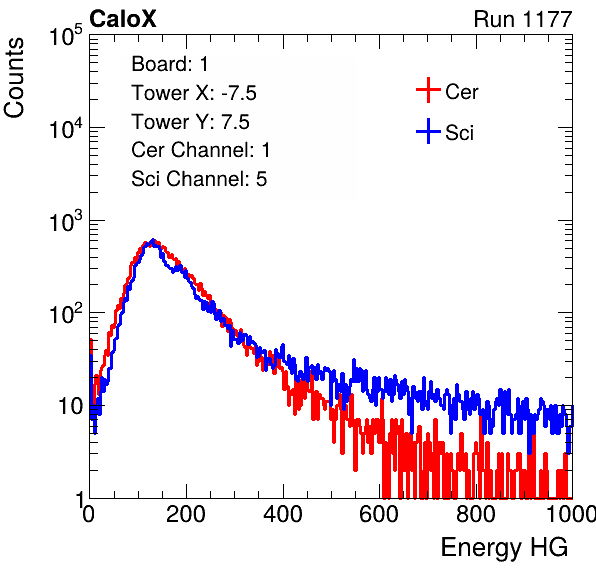 CaloX Run 1177
Counts
10^5
10^4
10^3
10^2
10
1
Board: 1
Tower X: -7.5
Tower Y: 7.5
Cer Channel: 1
Sci Channel: 5
Cer
Sci
0 200 400 600 800 1000
Energy HG